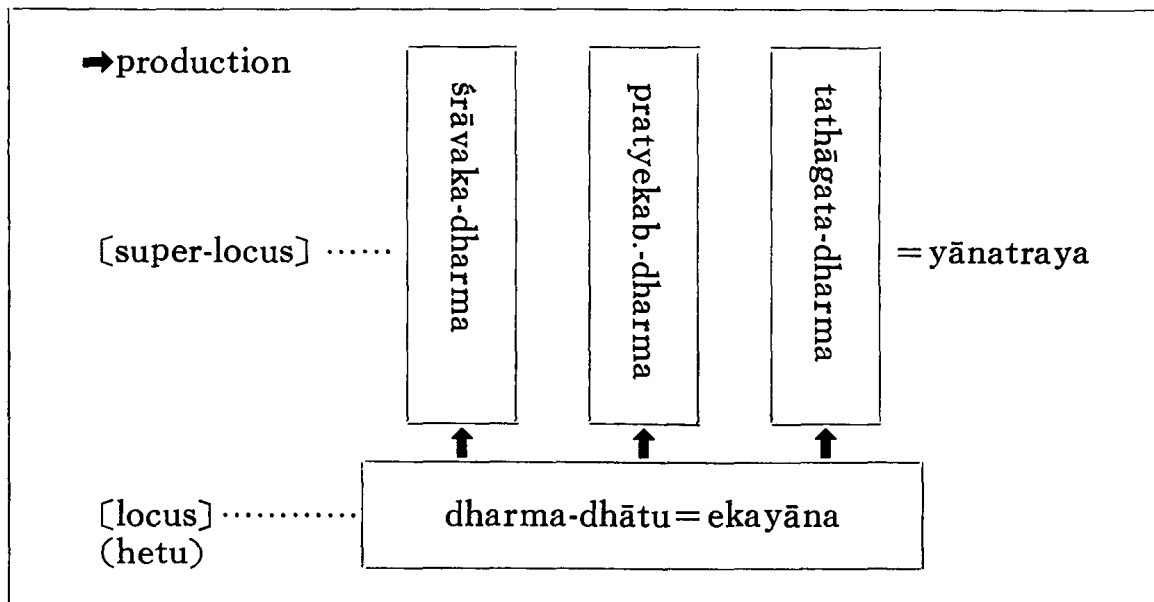 ➡production
śrāvaka-dharma
pratyekab.-dharma
tathāgata-dharma
〔super-locus〕 ······
=yānatraya
〔locus〕 ············
(hetu)
dharma-dhātu=ekayāna